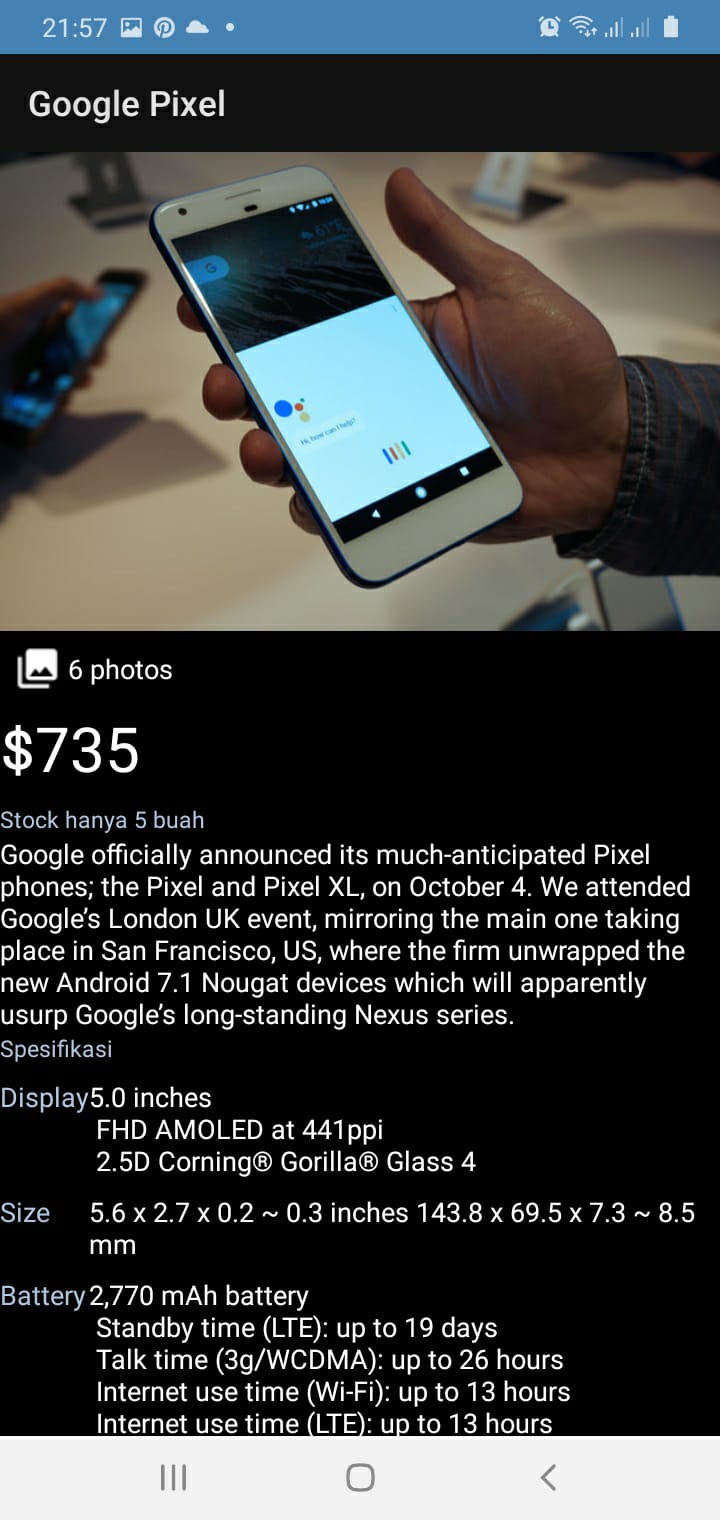 21:57
Google Pixel
G
Hi, how can I help?
6 photos
$735
Stock hanya 5 buah
Google officially announced its much-anticipated Pixel
phones; the Pixel and Pixel XL, on October 4. We attended
Google’s London UK event, mirroring the main one taking
place in San Francisco, US, where the firm unwrapped the
new Android 7.1 Nougat devices which will apparently
usurp Google’s long-standing Nexus series.
Spesifikasi
Display 5.0 inches
FHD AMOLED at 441ppi
2.5D Corning® Gorilla® Glass 4
Size 5.6 x 2.7 x 0.2 ~ 0.3 inches 143.8 x 69.5 x 7.3 ~ 8.5
mm
Battery 2,770 mAh battery
Standby time (LTE): up to 19 days
Talk time (3g/WCDMA): up to 26 hours
Internet use time (Wi-Fi): up to 13 hours
Internet use time (LTE): up to 13 hours